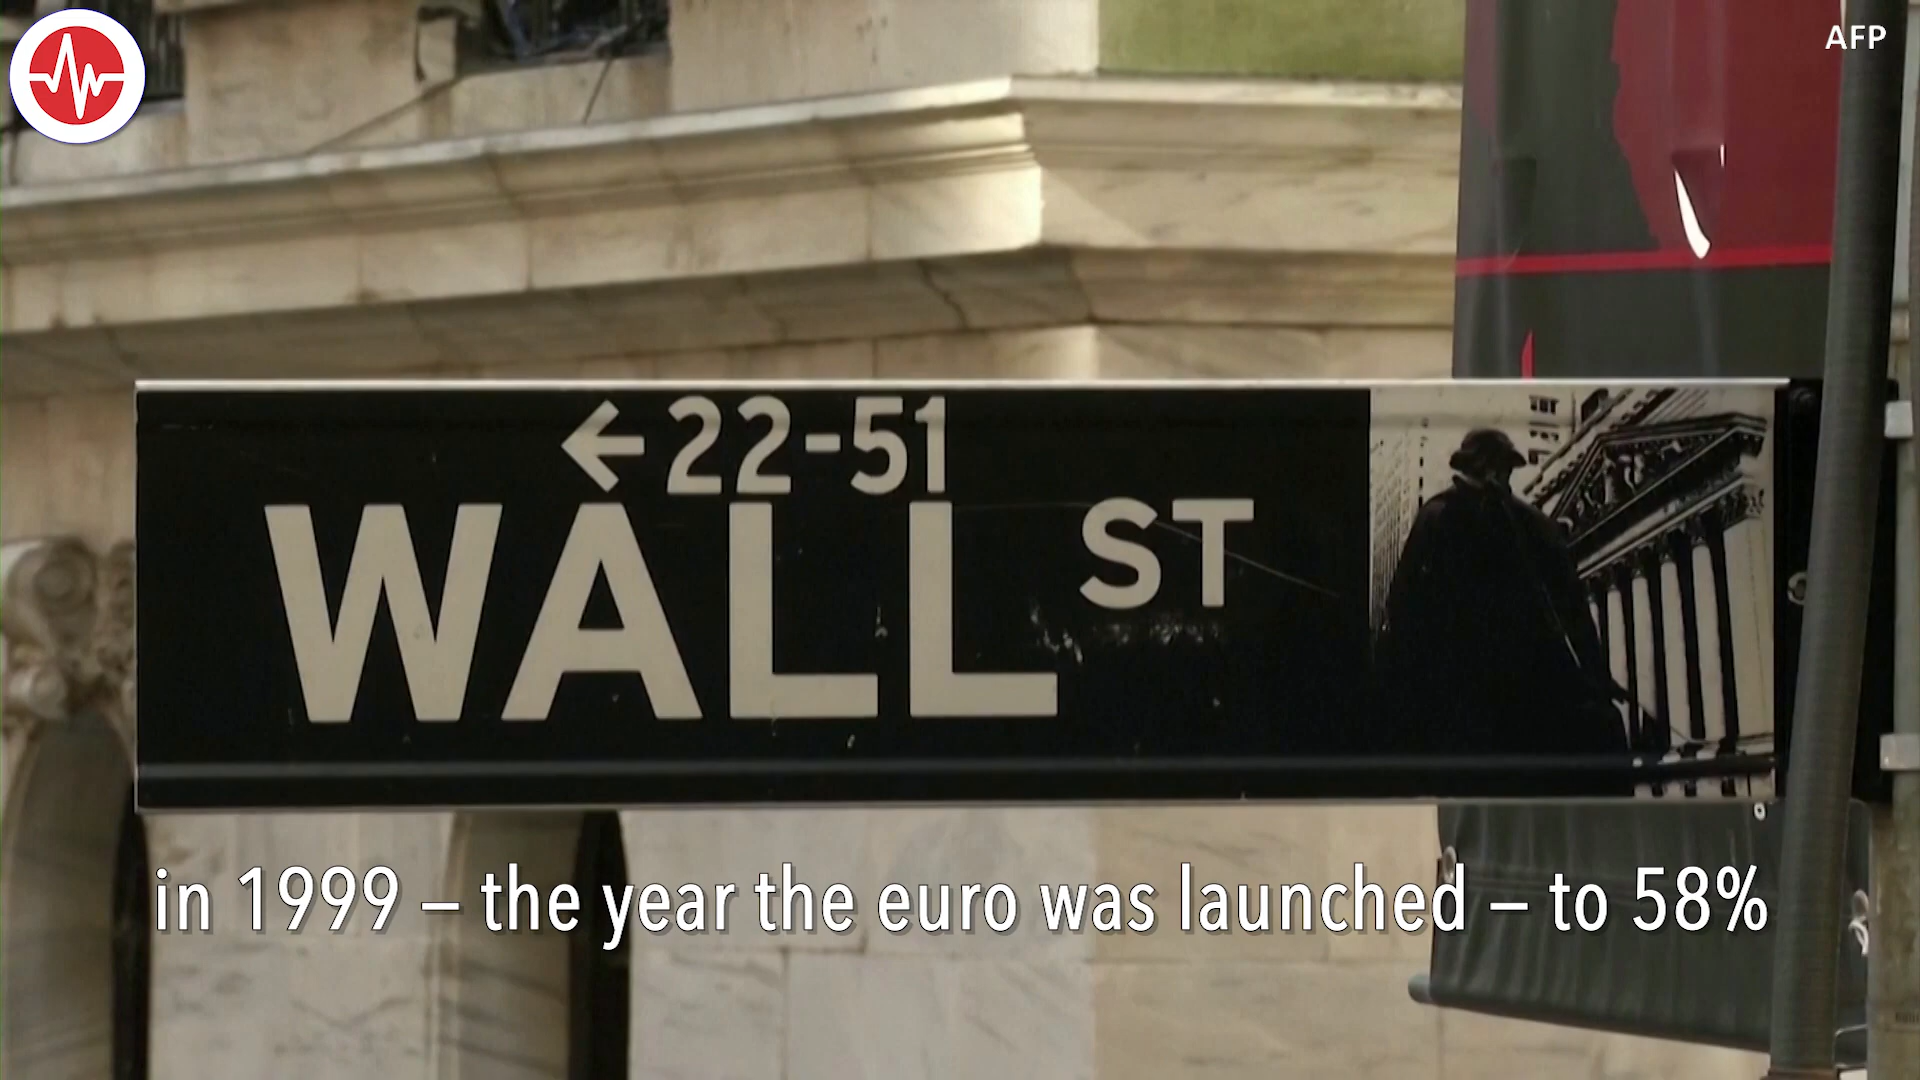 AFP
←22-51
WALL ST
in 1999 – the year the euro was launched – to 58%